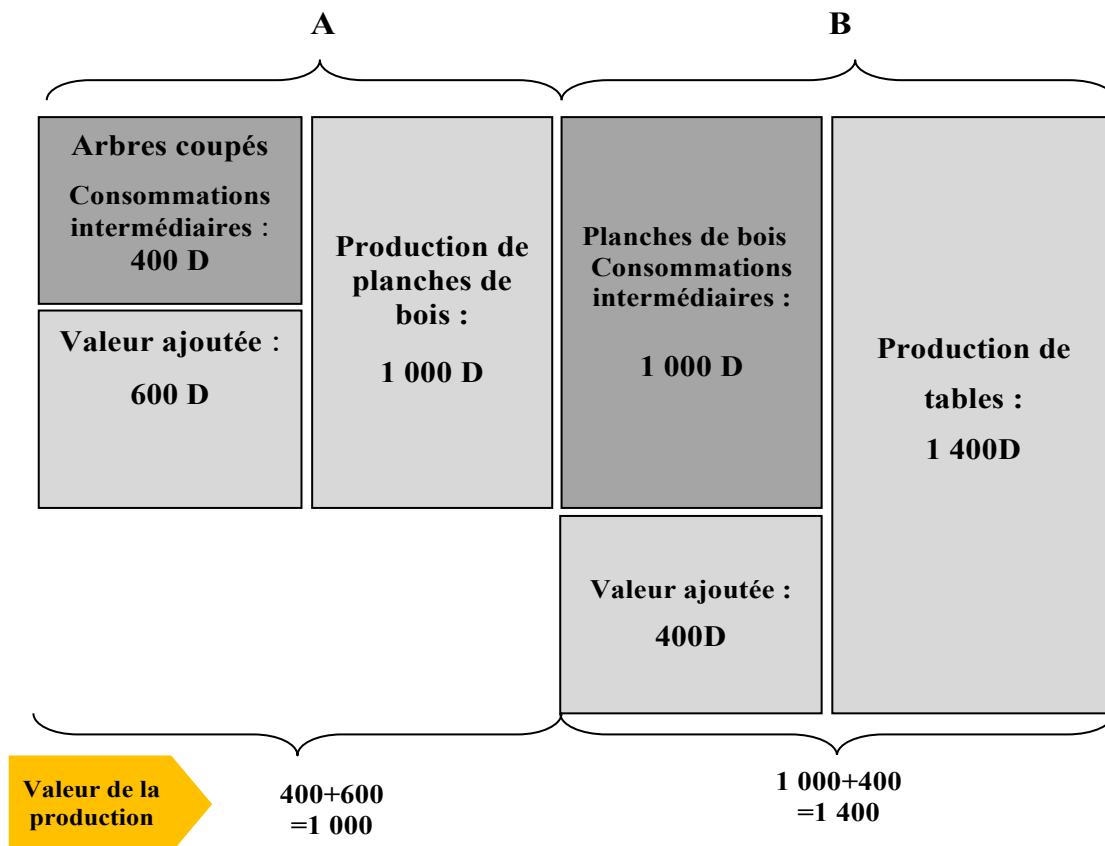 A
B
Arbres coupés
Consommations
intermédiaires :
400 D
Valeur ajoutée :
600 D
Production de
planches de
bois :
1 000 D
Planches de bois
Consommations
intermédiaires :
1 000 D
Valeur ajoutée :
400D
Production de
tables :
1 400D
Valeur de la
production
400+600
=1 000
1 000+400
=1 400